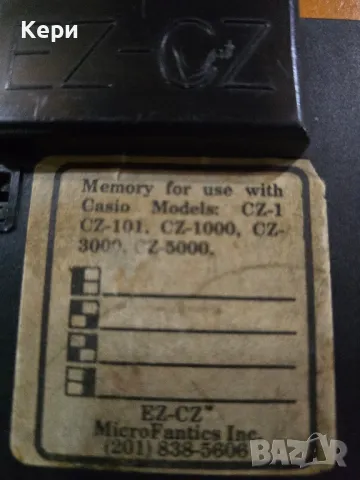 Кери
EZ-CZ
Memory for use with
Casio Models: CZ-1
CZ-101, CZ-1000, CZ-
3000, CZ-5000.
EZ-CZ™
MicroFantics Inc.
(201) 838-5606
bazar